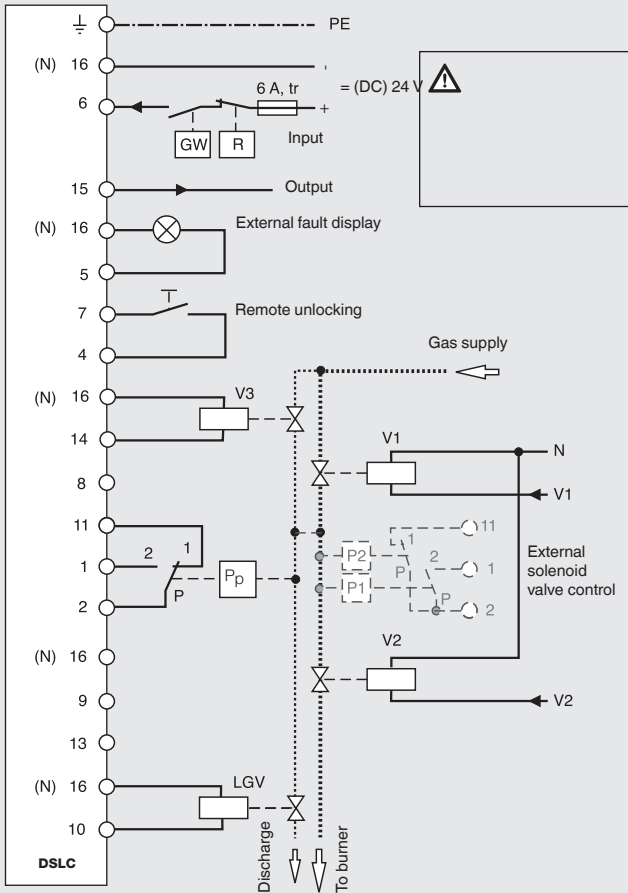 PE
(N) 16
-
6
6 A, tr
= (DC) 24 V
+
GW
R
Input
15
Output
(N) 16
External fault display
5
7
Remote unlocking
4
Gas supply
(N) 16
V3
14
V1
N
8
V1
11
2
1
1
P
Pp
2
P2
P1
1
P
2
P
11
1
2
External
solenoid
valve control
(N) 16
V2
9
V2
13
(N) 16
LGV
10
Discharge
To burner
DSLC